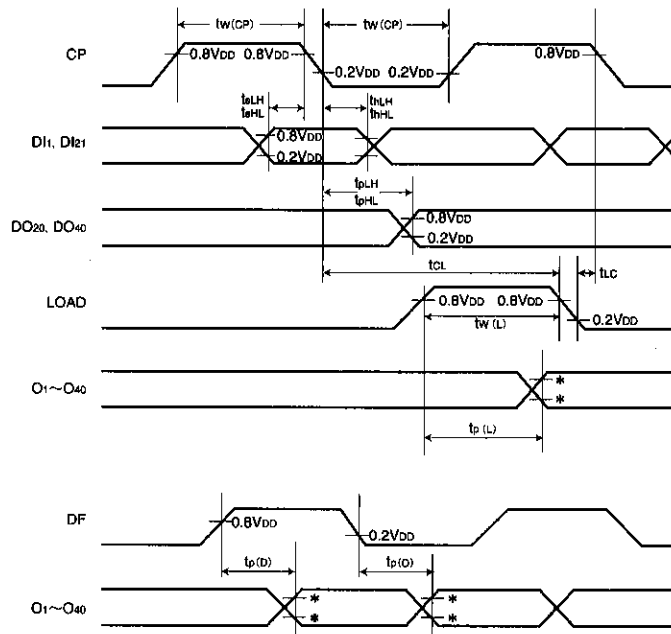 tw(CP) tw(CP)
CP 0.8VDD 0.8VDD 0.2VDD 0.2VDD 0.8VDD
tsLH thLH
tsHL thHL
DI1, DI21 0.8VDD
0.2VDD
tpLH
tpHL
DO20, DO40 0.8VDD
0.2VDD
tCL tLC
LOAD 0.8VDD 0.8VDD
tw(L) 0.2VDD
O1~O40 *
*
tp(L)
DF 0.8VDD 0.2VDD
tp(D) tp(D)
O1~O40 * *
* *